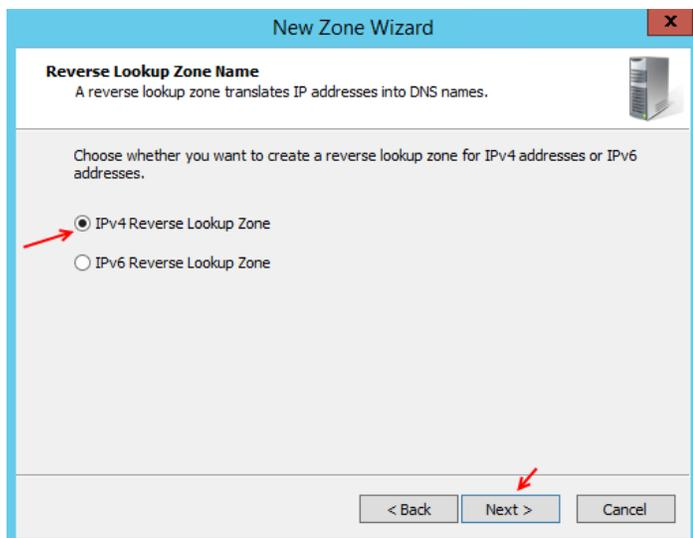 New Zone Wizard
x
Reverse Lookup Zone Name
A reverse lookup zone translates IP addresses into DNS names.
Choose whether you want to create a reverse lookup zone for IPv4 addresses or IPv6
addresses.
IPv4 Reverse Lookup Zone
IPv6 Reverse Lookup Zone
< Back Next > Cancel